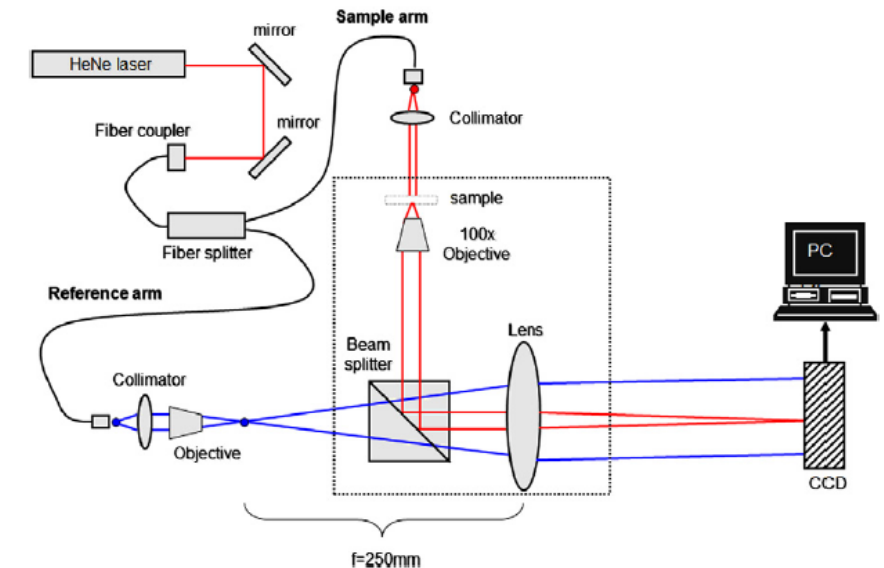 Sample arm
mirror
HeNe laser
Fiber coupler
mirror
Collimator
sample
100x
Objective
Fiber splitter
PC
Reference arm
Lens
Beam
splitter
Collimator
Objective
CCD
f=250mm